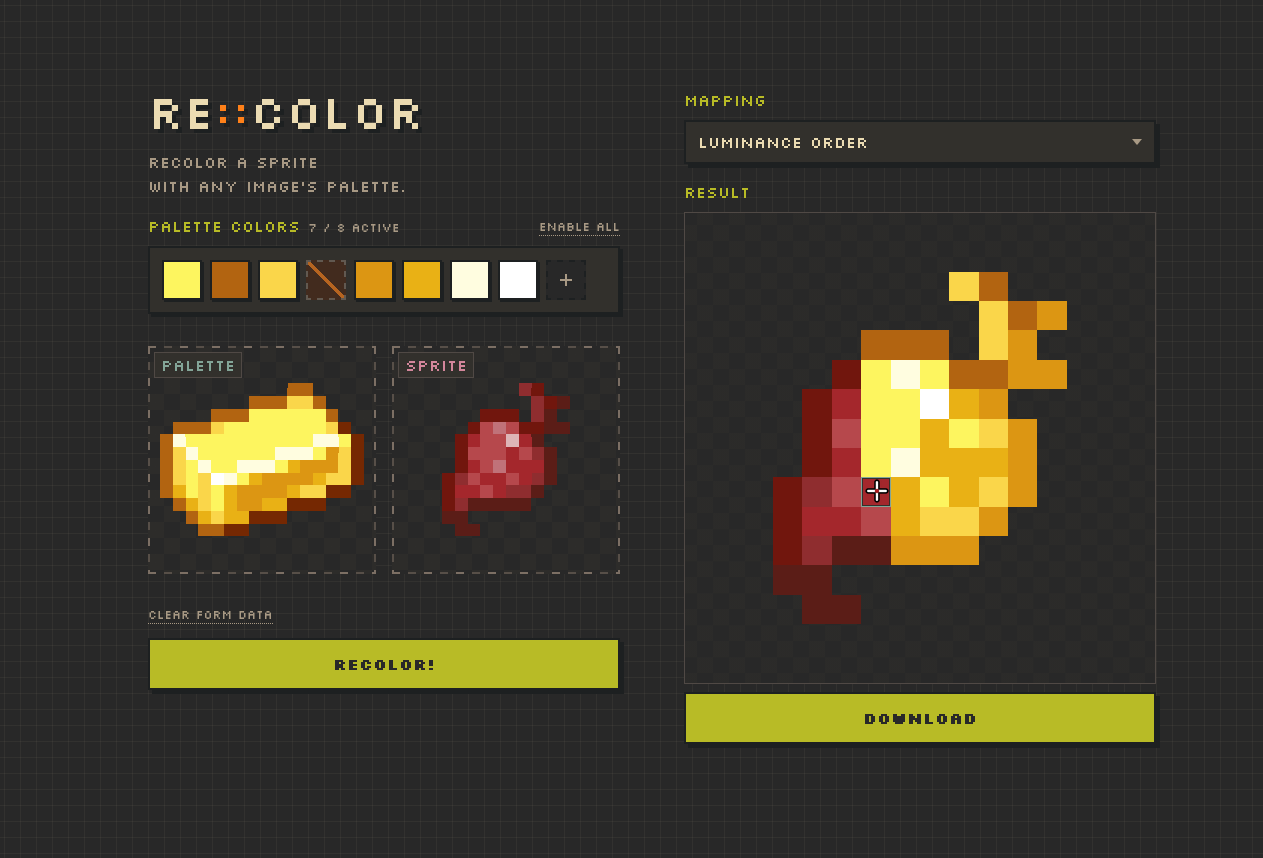 RE::COLOR
RECOLOR A SPRITE
WITH ANY IMAGE'S PALETTE.
PALETTE COLORS 7 / 8 ACTIVE
ENABLE ALL
+
PALETTE
SPRITE
CLEAR FORM DATA
RECOLOR!
MAPPING
LUMINANCE ORDER
RESULT
DOWNLOAD